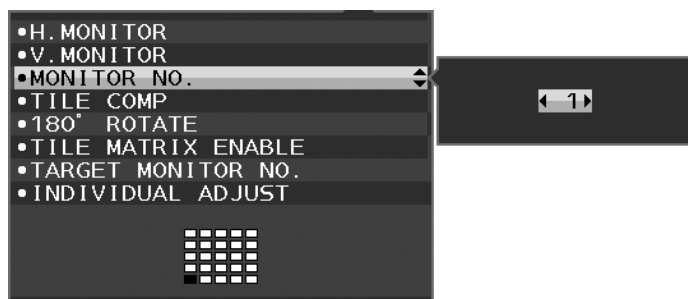 •H.MONITOR
•V.MONITOR
•MONITOR NO.
1
•TILE COMP
•180° ROTATE
•TILE MATRIX ENABLE
•TARGET MONITOR NO.
•INDIVIDUAL ADJUST